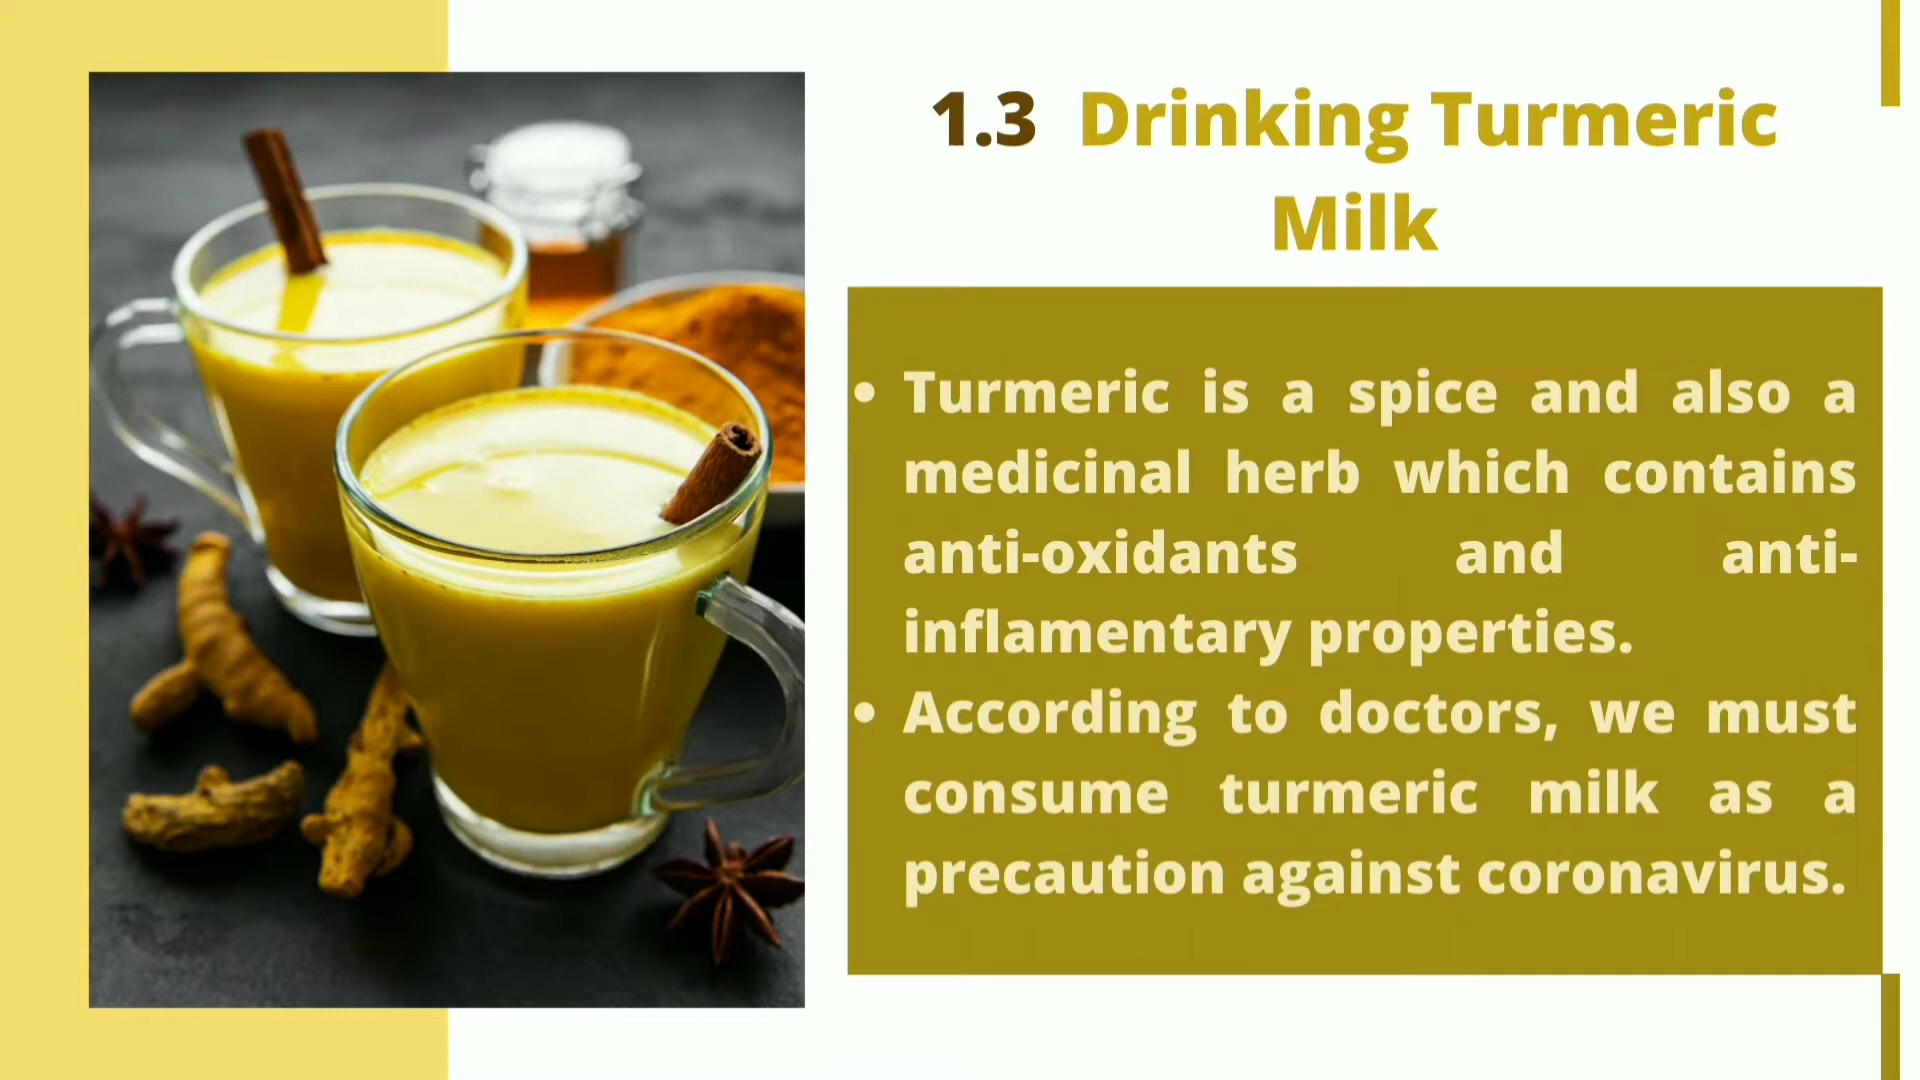 1.3 Drinking Turmeric
Milk
• Turmeric is a spice and also a
medicinal herb which contains
anti-oxidants and anti-
inflamentary properties.
• According to doctors, we must
consume turmeric milk as a
precaution against coronavirus.